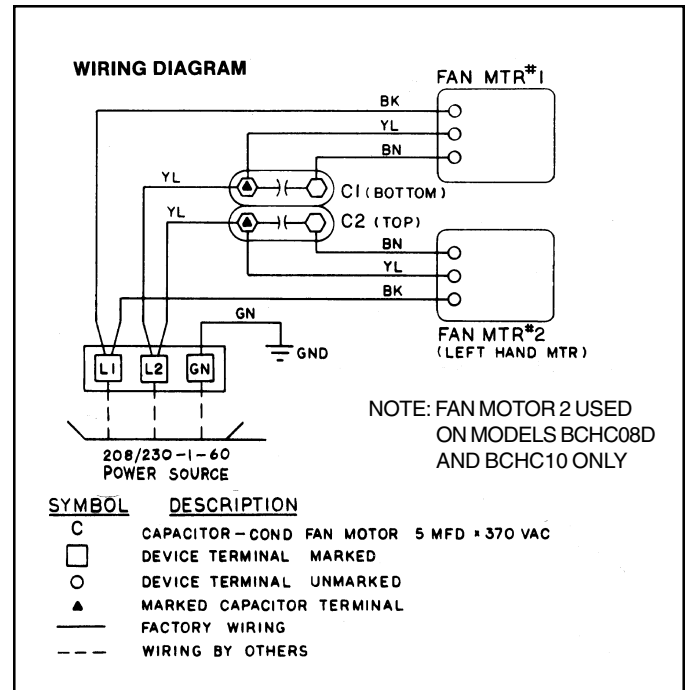 WIRING DIAGRAM
FAN MTR#1
BK
YL
BN
YL
C1 (BOTTOM)
YL
C2 (TOP)
BN
YL
BK
GN
FAN MTR#2
(LEFT HAND MTR)
GND
L1 L2 GN
NOTE: FAN MOTOR 2 USED
ON MODELS BCHC08D
AND BCHC10 ONLY
208/230-1-60
POWER SOURCE
SYMBOL DESCRIPTION
C CAPACITOR-COND FAN MOTOR 5 MFD * 370 VAC
DEVICE TERMINAL MARKED
DEVICE TERMINAL UNMARKED
MARKED CAPACITOR TERMINAL
FACTORY WIRING
WIRING BY OTHERS